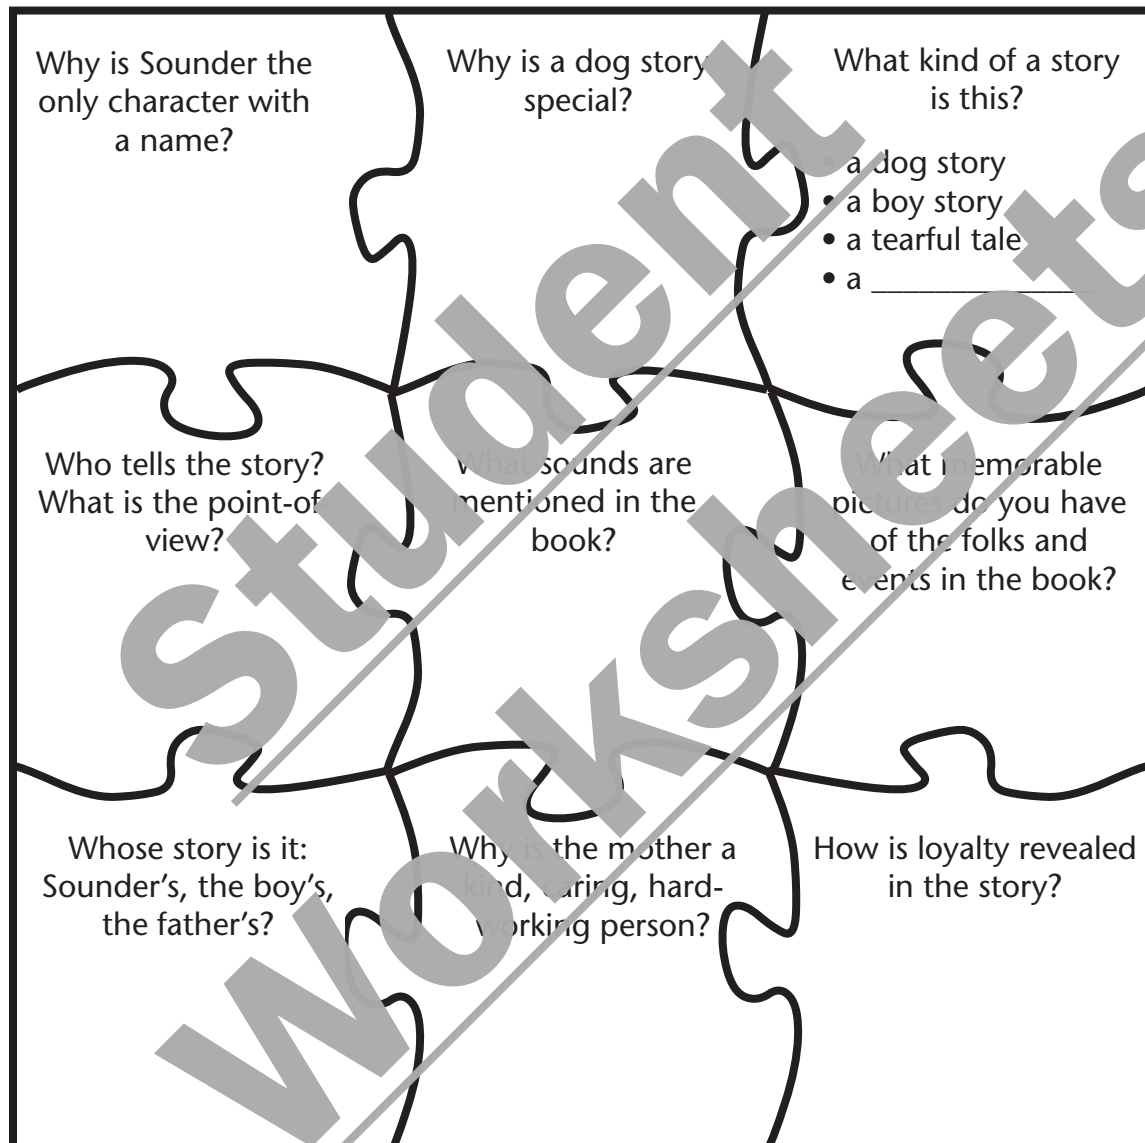 Why is Sounder the
only character with
a name?
Why is a dog story
special?
What kind of a story
is this?
• a dog story
• a boy story
• a tearful tale
• a ______________
Who tells the story?
What is the point-of-
view?
What sounds are
mentioned in the
book?
What memorable
pictures do you have
of the folks and
events in the book?
Whose story is it:
Sounder’s, the boy’s,
the father’s?
Why is the mother a
kind, caring, hard-
working person?
How is loyalty revealed
in the story?
Student
Worksheets